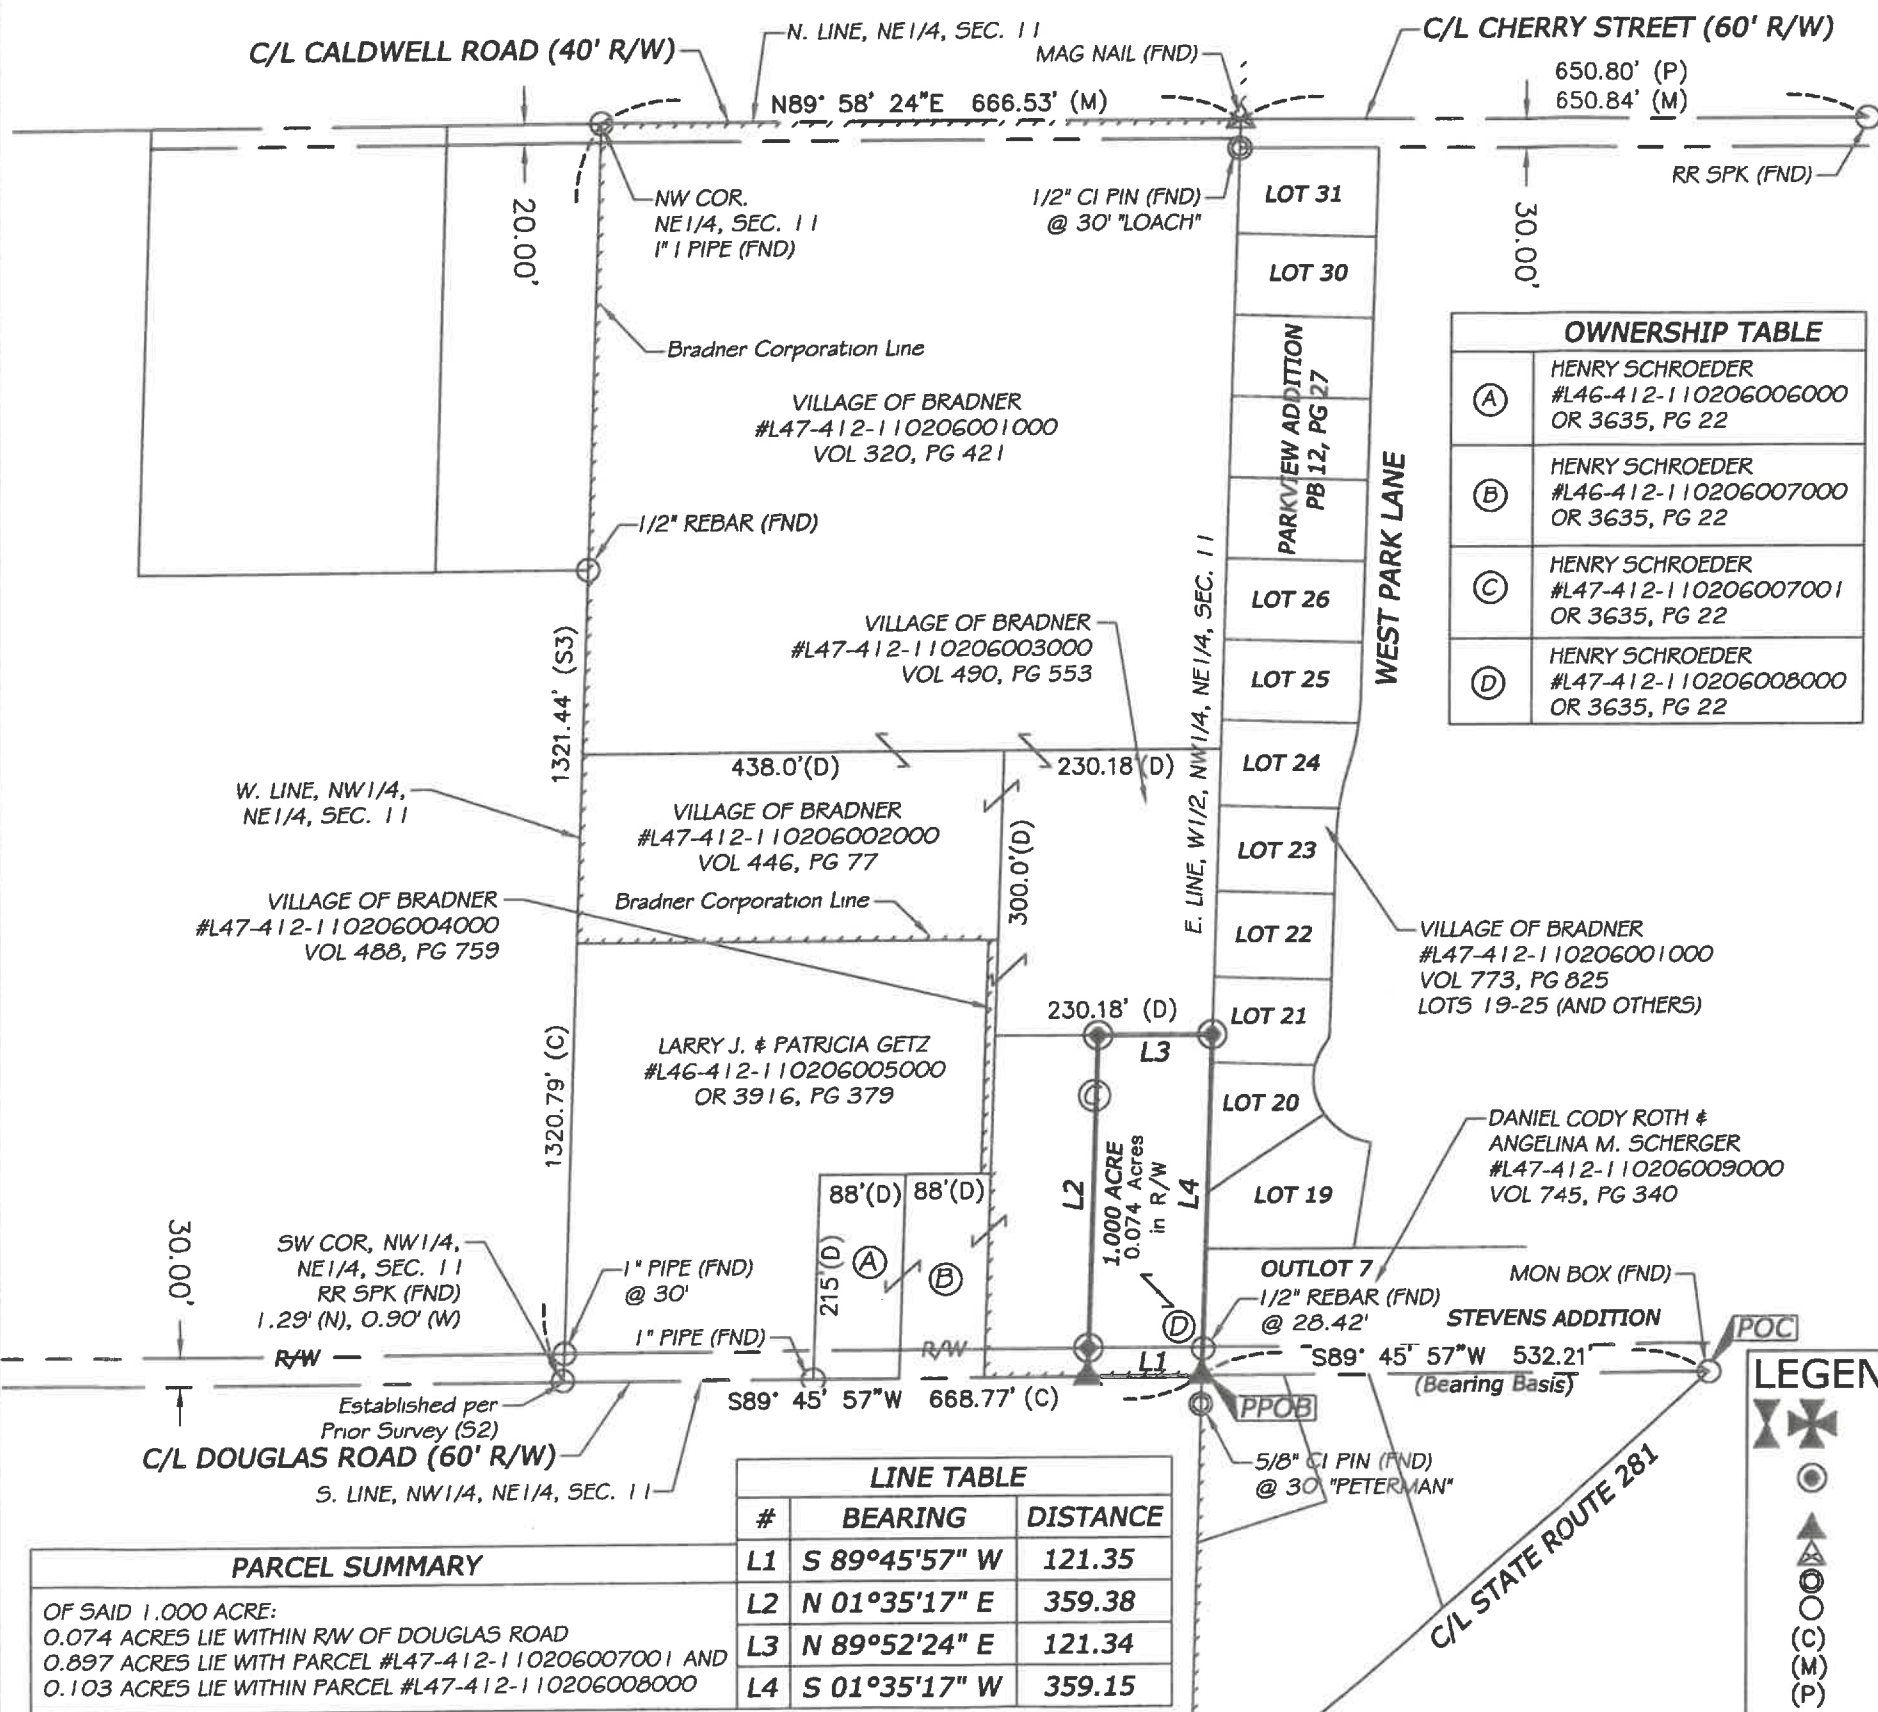 C/L CALDWELL ROAD (40' R/W)
N. LINE, NE1/4, SEC. 11
MAG NAIL (FND)
C/L CHERRY STREET (60' R/W)
650.80' (P)
650.84' (M)
N89° 58' 24"E 666.53' (M)
RR SPK (FND)
20.00'
NW COR.
NE1/4, SEC. 11
1" I PIPE (FND)
1/2" CI PIN (FND)
@ 30' "LOACH"
30.00'
LOT 31
LOT 30
PARKVIEW ADDITION
PB 12, PG 27
LOT 26
LOT 25
LOT 24
LOT 23
LOT 22
LOT 21
LOT 20
LOT 19
WEST PARK LANE
OWNERSHIP TABLE
A
HENRY SCHROEDER
#L46-412-110206006000
OR 3635, PG 22
B
HENRY SCHROEDER
#L46-412-110206007000
OR 3635, PG 22
C
HENRY SCHROEDER
#L47-412-110206007001
OR 3635, PG 22
D
HENRY SCHROEDER
#L47-412-110206008000
OR 3635, PG 22
Bradner Corporation Line
VILLAGE OF BRADNER
#L47-412-110206001000
VOL 320, PG 421
1/2" REBAR (FND)
E. LINE, W1/2, NW1/4, NE1/4, SEC. 11
VILLAGE OF BRADNER
#L47-412-110206003000
VOL 490, PG 553
1321.44' (S3)
438.0'(D)
230.18'(D)
W. LINE, NW1/4,
NE1/4, SEC. 11
VILLAGE OF BRADNER
#L47-412-110206002000
VOL 446, PG 77
300.0'(D)
Bradner Corporation Line
VILLAGE OF BRADNER
#L47-412-110206004000
VOL 488, PG 759
VILLAGE OF BRADNER
#L47-412-110206001000
VOL 773, PG 825
LOTS 19-25 (AND OTHERS)
230.18' (D)
L3
LARRY J. & PATRICIA GETZ
#L46-412-110206005000
OR 3916, PG 379
1320.79' (C)
C
L2
1.000 ACRE
0.074 Acres
in R/W
L4
DANIEL CODY ROTH &
ANGELINA M. SCHERGER
#L47-412-110206009000
VOL 745, PG 340
88'(D)
88'(D)
215'(D)
A
B
30.00'
SW COR, NW1/4,
NE1/4, SEC. 11
RR SPK (FND)
1.29' (N), 0.90' (W)
1" PIPE (FND)
@ 30'
1" PIPE (FND)
OUTLOT 7
1/2" REBAR (FND)
@ 28.42'
MON BOX (FND)
STEVENS ADDITION
POC
D
R/W
R/W
L1
S89° 45' 57"W 532.21'
(Bearing Basis)
Established per
Prior Survey (S2)
S89° 45' 57"W 668.77' (C)
PPOB
C/L DOUGLAS ROAD (60' R/W)
S. LINE, NW1/4, NE1/4, SEC. 11
5/8" CI PIN (FND)
@ 30' "PETERMAN"
C/L STATE ROUTE 281
LEGEN
(C)
(M)
(P)
LINE TABLE
# BEARING DISTANCE
L1 S 89°45'57" W 121.35
L2 N 01°35'17" E 359.38
L3 N 89°52'24" E 121.34
L4 S 01°35'17" W 359.15
PARCEL SUMMARY
OF SAID 1.000 ACRE:
0.074 ACRES LIE WITHIN R/W OF DOUGLAS ROAD
0.897 ACRES LIE WITH PARCEL #L47-412-110206007001 AND
0.103 ACRES LIE WITHIN PARCEL #L47-412-110206008000